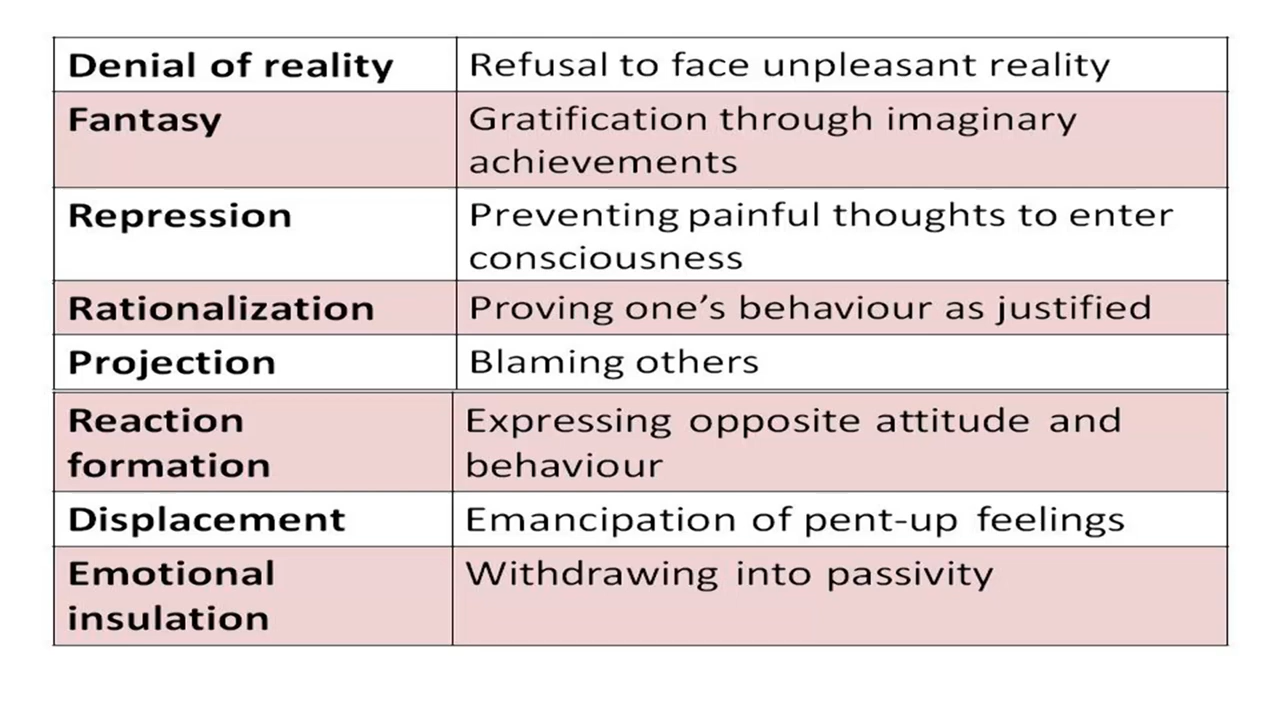 Denial of reality Refusal to face unpleasant reality
Fantasy Gratification through imaginary
achievements
Repression Preventing painful thoughts to enter
consciousness
Rationalization Proving one’s behaviour as justified
Projection Blaming others
Reaction Expressing opposite attitude and
formation behaviour
Displacement Emancipation of pent-up feelings
Emotional Withdrawing into passivity
insulation